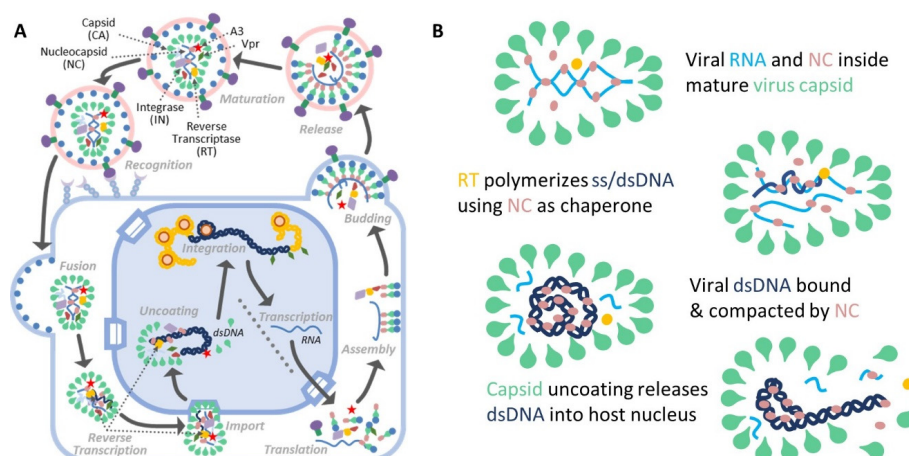 A
Capsid
(CA)
Nucleocapsid
(NC)
A3
Vpr
Integrase
(IN)
Reverse
Transcriptase
(RT)
Maturation
Release
Recognition
Budding
Fusion
Integration
Uncoating
dsDNA
Transcription
RNA
Assembly
Reverse
Transcription
Import
Translation
B
Viral RNA and NC inside
mature virus capsid
RT polymerizes ss/dsDNA
using NC as chaperone
Viral dsDNA bound
& compacted by NC
Capsid uncoating releases
dsDNA into host nucleus